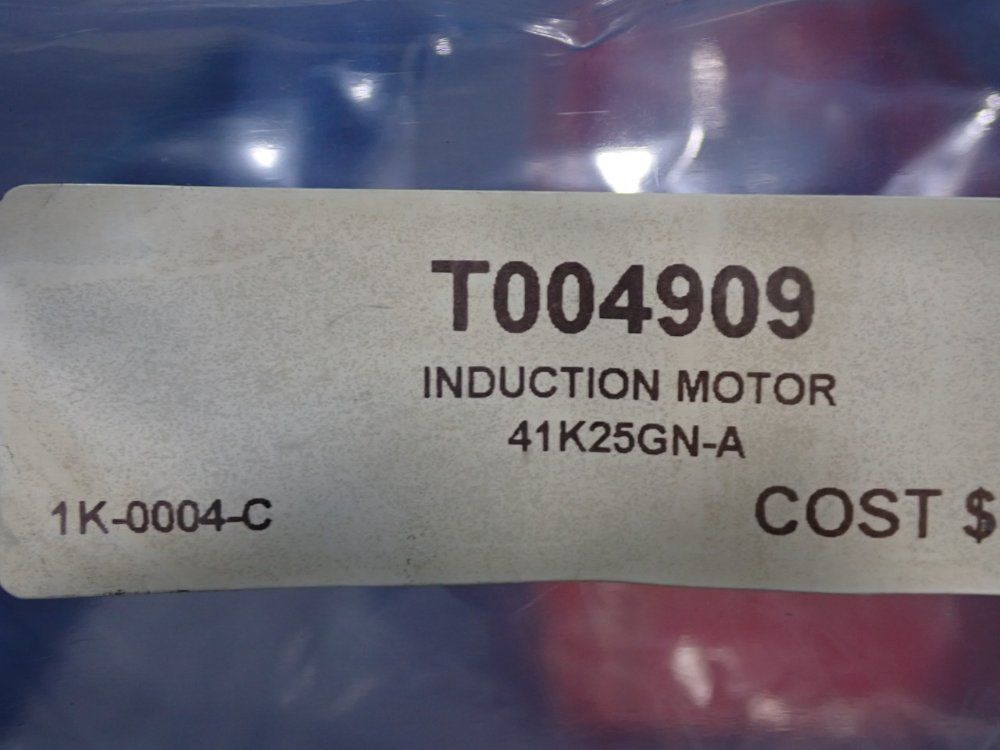 T004909
INDUCTION MOTOR
41K25GN-A
1K-0004-C
COST $